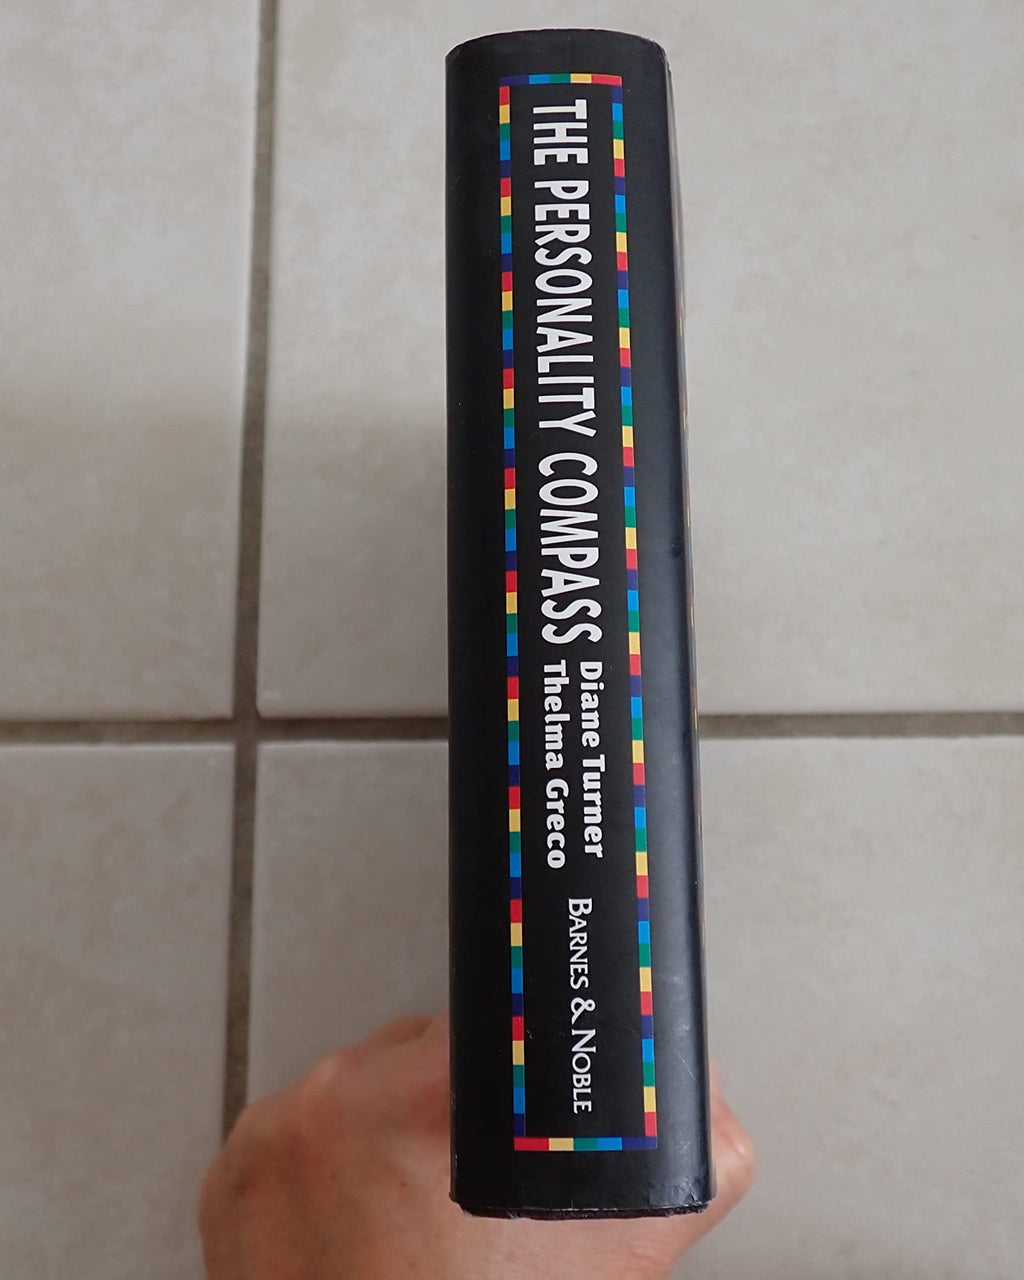 THE PERSONALITY COMPASS
Diane Turner
Thelma Greco
BARNES & NOBLE